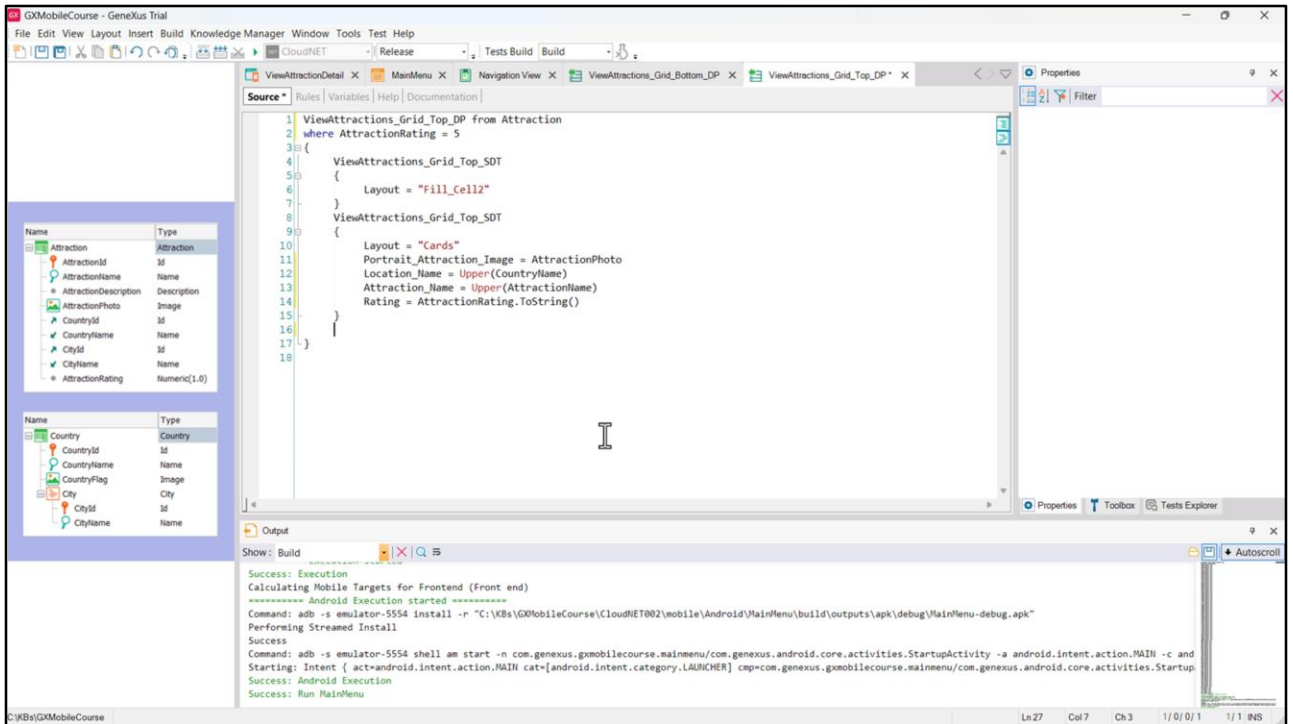 GX GXMobileCourse - GeneXus Trial
File Edit View Layout Insert Build Knowledge Manager Window Tools Test Help
CloudNET Release Tests Build Build
ViewAttractionDetail X MainMenu X Navigation View X ViewAttractions_Grid_Bottom_DP X ViewAttractions_Grid_Top_DP* X
Source * Rules Variables Help Documentation
1 ViewAttractions_Grid_Top_DP from Attraction
2 where AttractionRating = 5
3 {
4 ViewAttractions_Grid_Top_SDT
5 {
6 Layout = "Fill_Cell2"
7 }
8 ViewAttractions_Grid_Top_SDT
9 {
10 Layout = "Cards"
11 Portrait_Attraction_Image = AttractionPhoto
12 Location_Name = Upper(CountryName)
13 Attraction_Name = Upper(AttractionName)
14 Rating = AttractionRating.ToString()
15 }
16
17 }
18
Name Type
Attraction Attraction
AttractionId Id
AttractionName Name
AttractionDescription Description
AttractionPhoto Image
CountryId Id
CountryName Name
CityId Id
CityName Name
AttractionRating Numeric(1.0)
Name Type
Country Country
CountryId Id
CountryName Name
CountryFlag Image
City City
CityId Id
CityName Name
Properties
Filter
Properties Toolbox Tests Explorer
Output
Show: Build Autoscroll
Success: Execution
Calculating Mobile Targets for Frontend (Front end)
========== Android Execution started ==========
Command: adb -s emulator-5554 install -r "C:\KBs\GXMobileCourse\CloudNET002\mobile\Android\MainMenu\build\outputs\apk\debug\MainMenu-debug.apk"
Performing Streamed Install
Success
Command: adb -s emulator-5554 shell am start -n com.genexus.gxmobilecourse.mainmenu/com.genexus.android.core.activities.StartupActivity -a android.intent.action.MAIN -c and
Starting: Intent { act=android.intent.action.MAIN cat=[android.intent.category.LAUNCHER] cmp=com.genexus.gxmobilecourse.mainmenu/com.genexus.android.core.activities.Startup
Success: Android Execution
Success: Run MainMenu
C:\KBs\GXMobileCourse Ln27 Col7 Ch3 1/0/0/1 1/1 INS